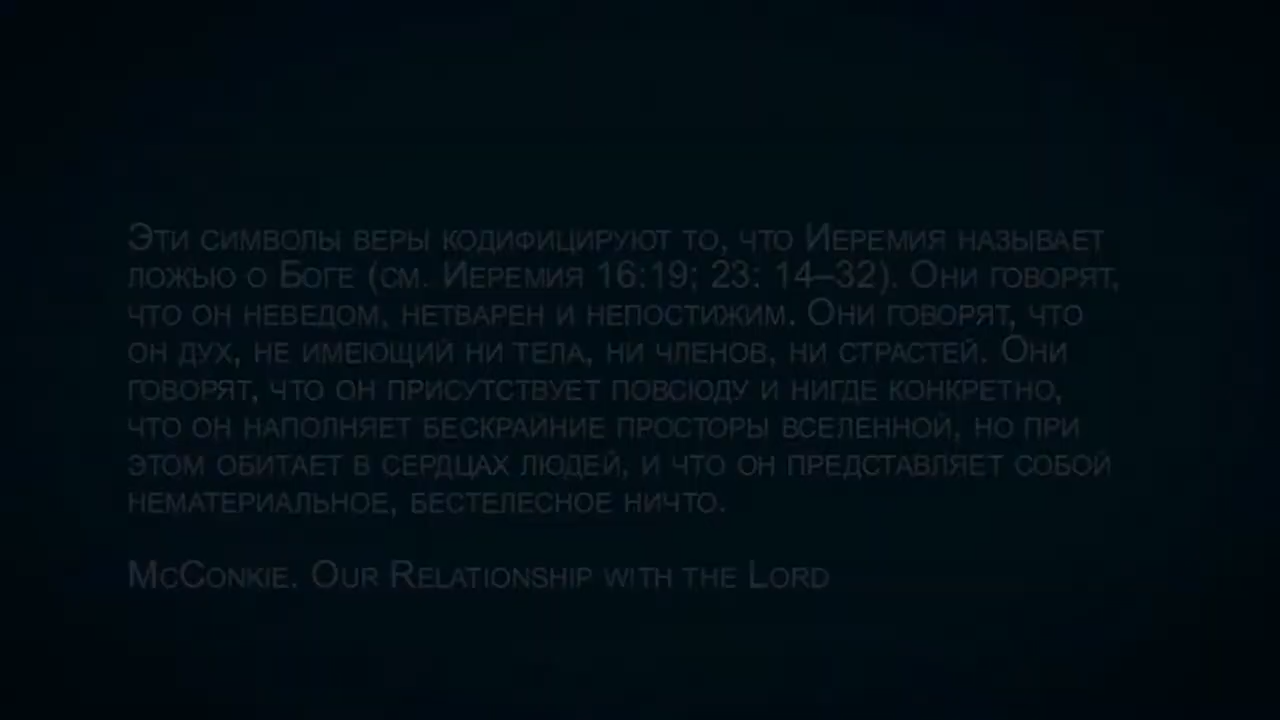 Эти символы веры кодифицируют то, что Иеремия называет
ложью о Боге (см. Иеремия 16:19; 23: 14–32). Они говорят,
что он неведом, нетварен и непостижим. Они говорят, что
он дух, не имеющий ни тела, ни членов, ни страстей. Они
говорят, что он присутствует повсюду и нигде конкретно,
что он наполняет бескрайние просторы вселенной, но при
этом обитает в сердцах людей, и что он представляет собой
нематериальное, бестелесное ничто.
McConkie. Our Relationship with the Lord